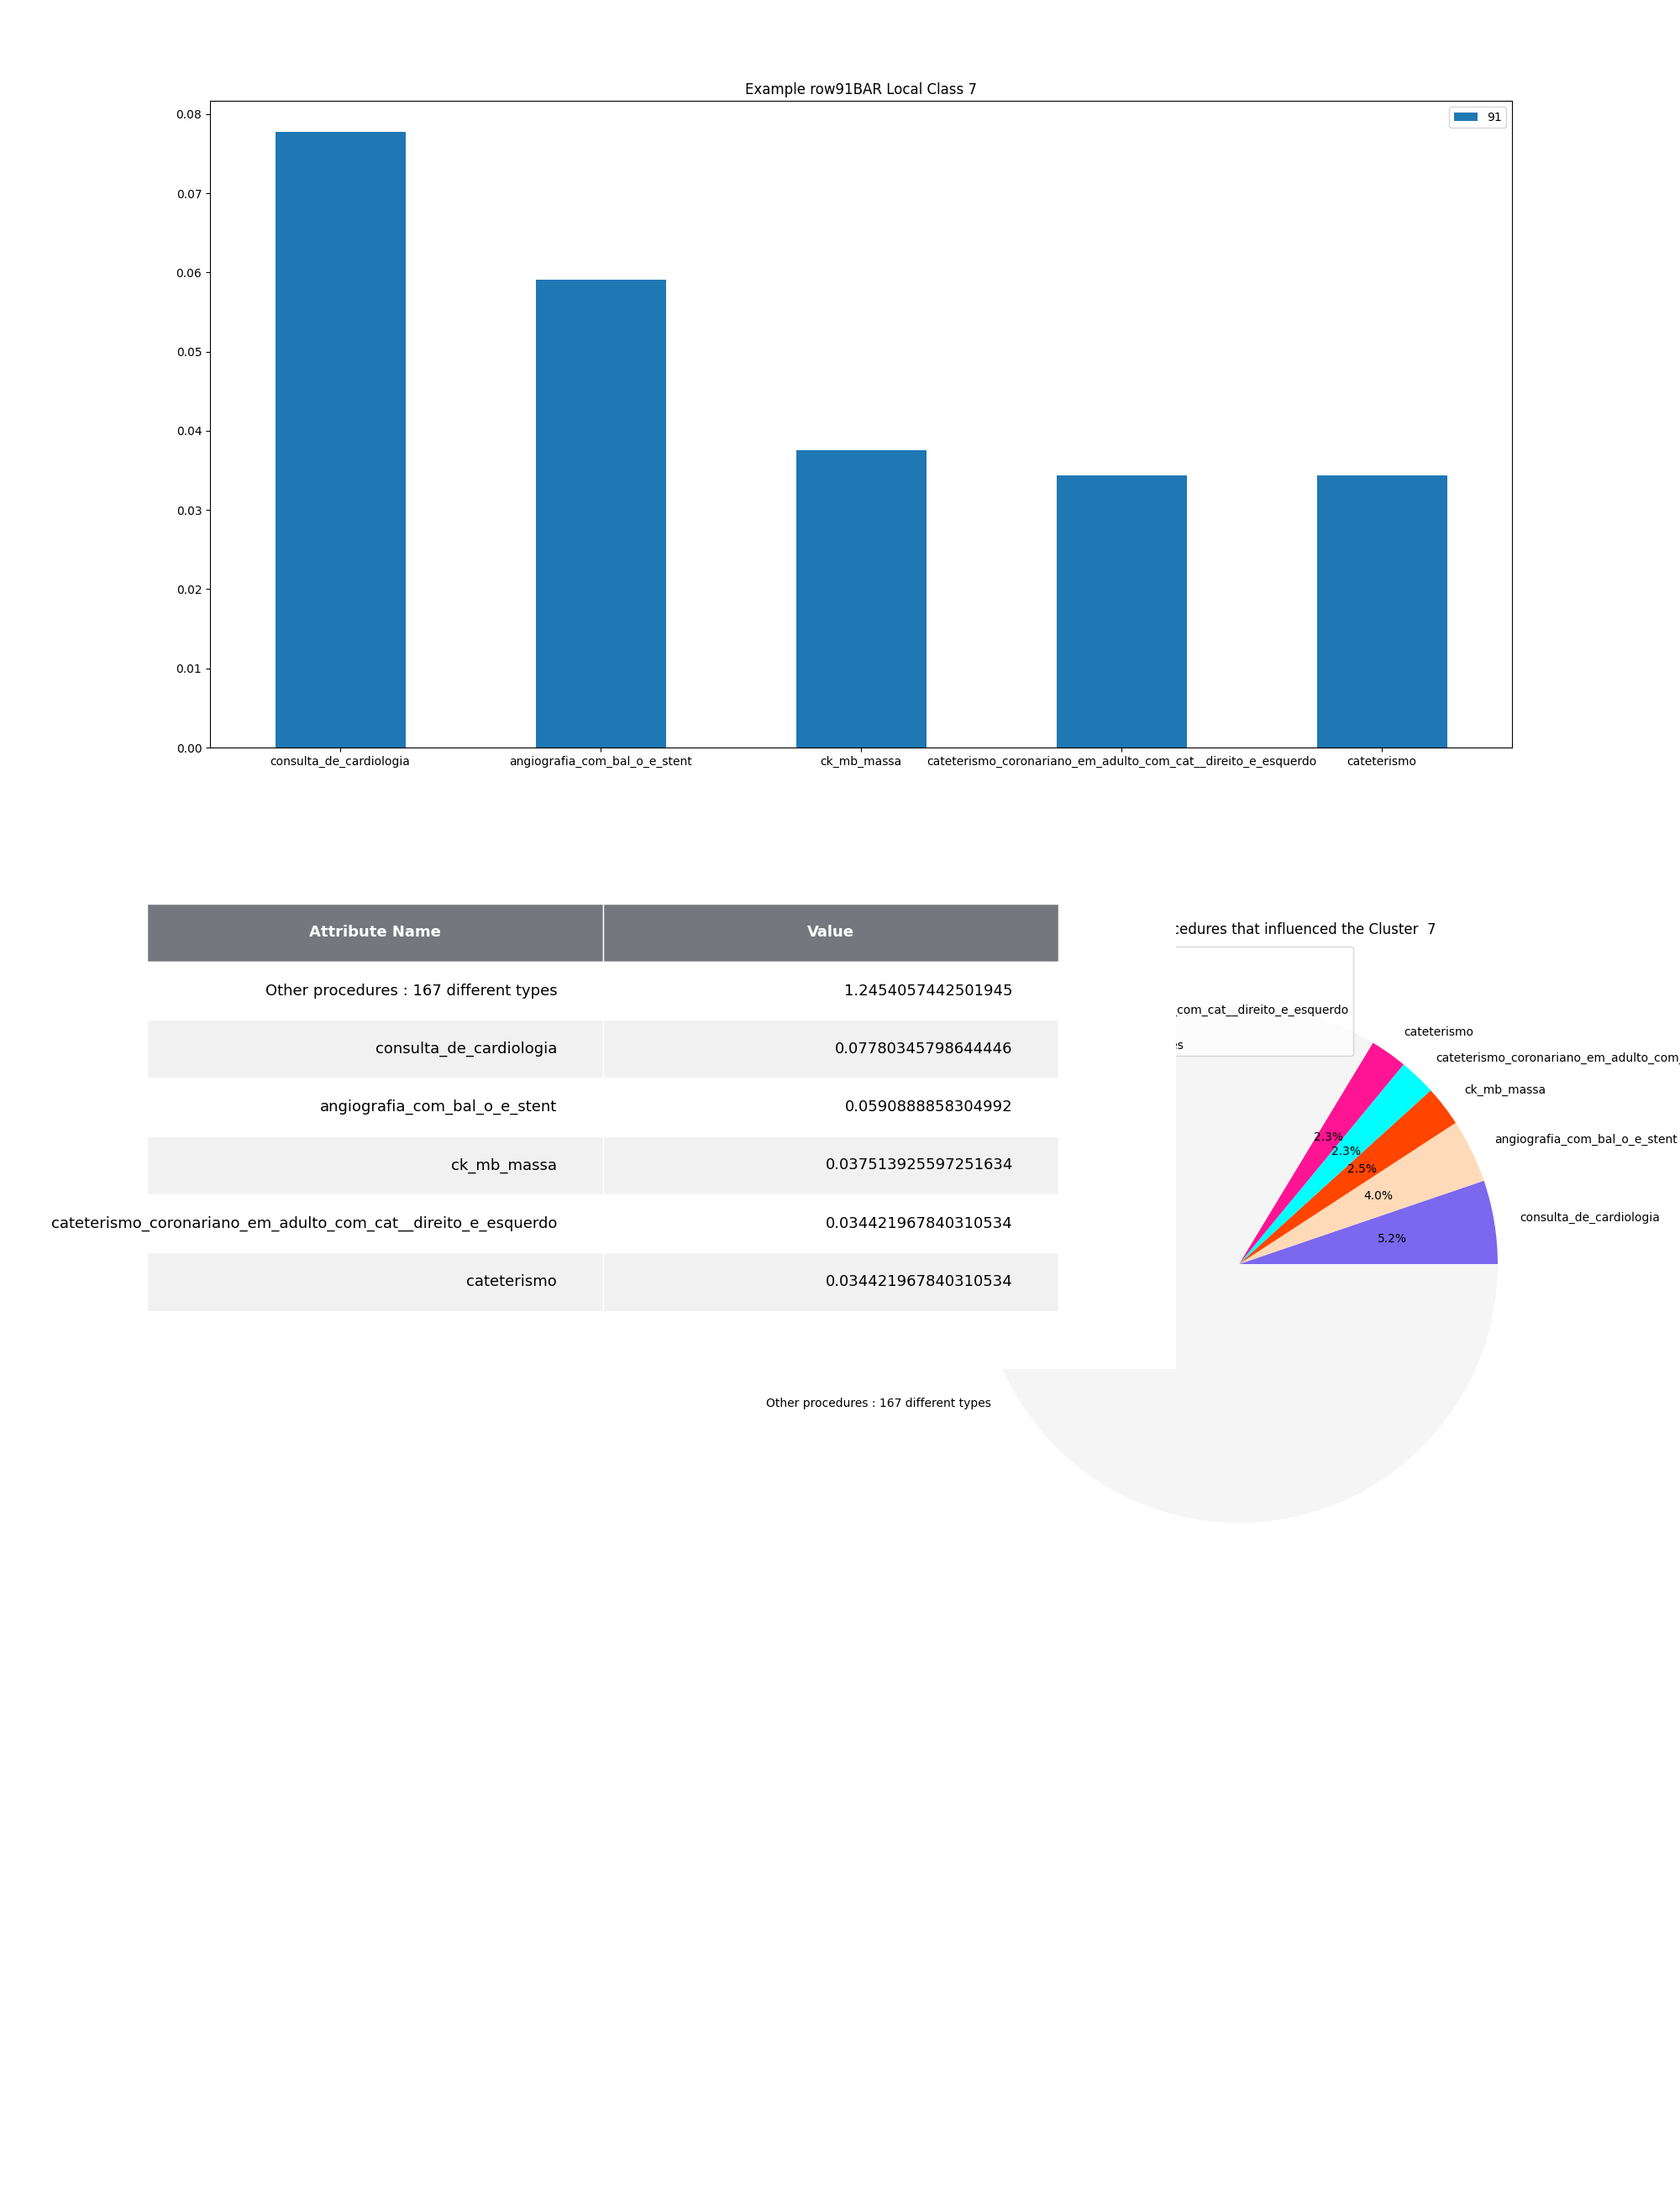 Example row91BAR Local Class 7
91
0.08
0.07
0.06
0.05
0.04
0.03
0.02
0.01
0.00
consulta_de_cardiologia angiografia_com_bal_o_e_stent ck_mb_massa cateterismo_coronariano_em_adulto_com_cat__direito_e_esquerdo cateterismo
Attribute Name Value
Other procedures : 167 different types 1.2454057442501945
consulta_de_cardiologia 0.07780345798644446
angiografia_com_bal_o_e_stent 0.0590888858304992
ck_mb_massa 0.037513925597251634
cateterismo_coronariano_em_adulto_com_cat__direito_e_esquerdo 0.034421967840310534
cateterismo 0.034421967840310534
cedures that influenced the Cluster 7
_com_cat__direito_e_esquerdo
es
cateterismo
cateterismo_coronariano_em_adulto_com_
ck_mb_massa
angiografia_com_bal_o_e_stent
consulta_de_cardiologia
2.3%
2.3%
2.5%
4.0%
5.2%
Other procedures : 167 different types